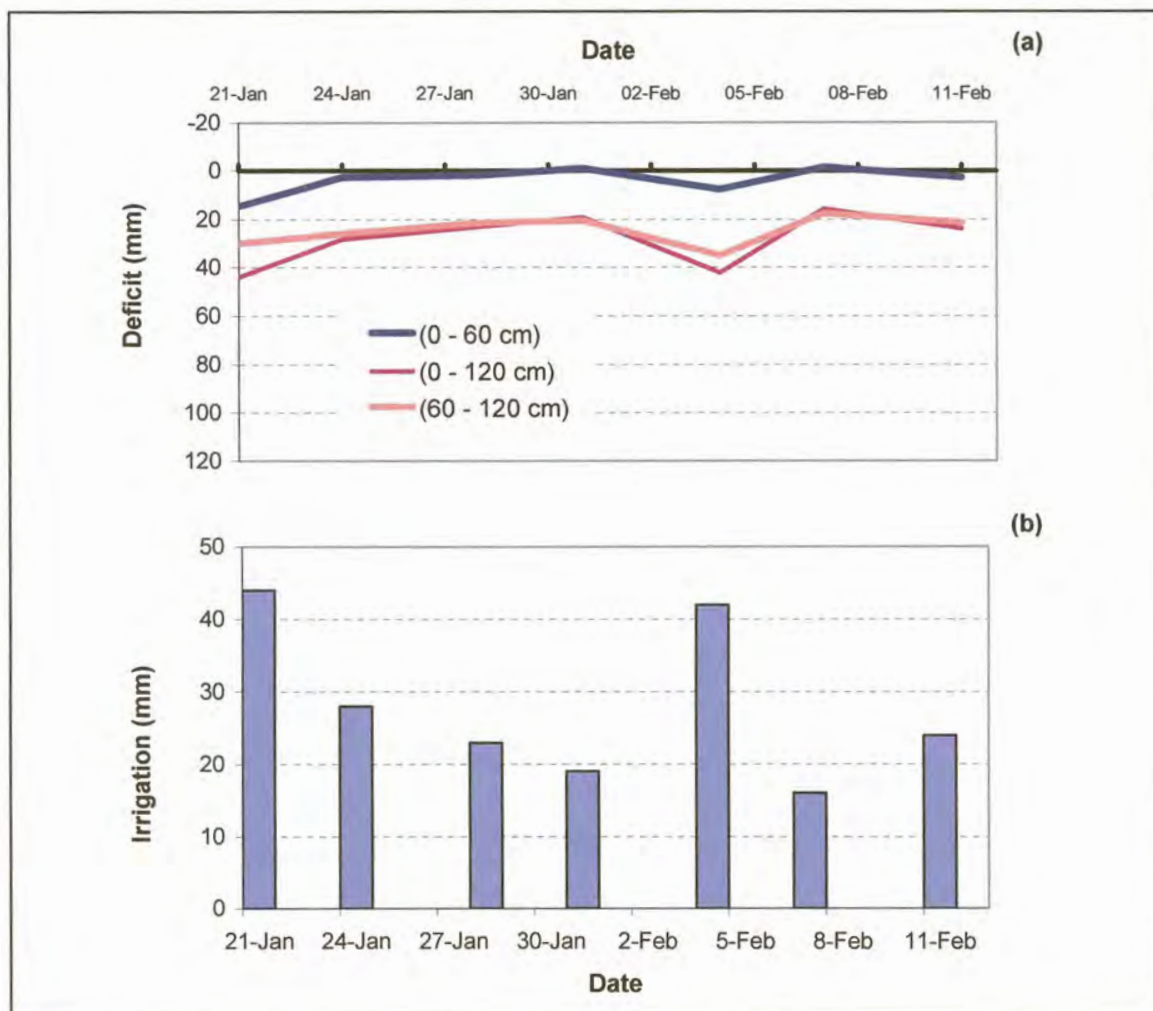 Date
(a)
21-Jan 24-Jan 27-Jan 30-Jan 02-Feb 05-Feb 08-Feb 11-Feb
-20
0
20
40
60
80
100
120
Deficit (mm)
(0 - 60 cm)
(0 - 120 cm)
(60 - 120 cm)
(b)
50
40
30
20
10
0
Irrigation (mm)
21-Jan 24-Jan 27-Jan 30-Jan 2-Feb 5-Feb 8-Feb 11-Feb
Date